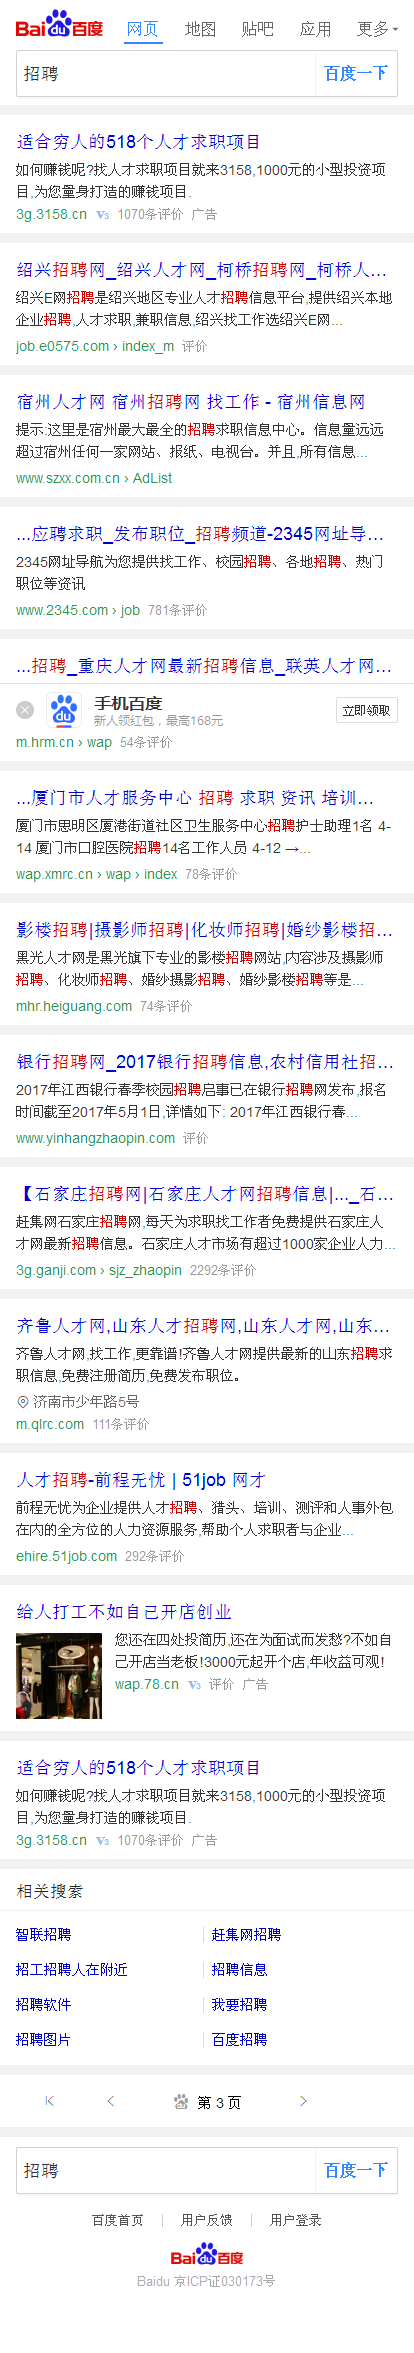 Bai du 百度 网页 地图 贴吧 应用 更多
招聘 百度一下
适合穷人的518个人才求职项目
如何赚钱呢?找人才求职项目就来3158,1000元的小型投资项
目,为您量身打造的赚钱项目.
3g.3158.cn V3 1070条评价 广告
绍兴招聘网_绍兴人才网_柯桥招聘网_柯桥人...
绍兴E网招聘是绍兴地区专业人才招聘信息平台,提供绍兴本地
企业招聘,人才求职,兼职信息,绍兴找工作选绍兴E网...
job.e0575.com › index_m 评价
宿州人才网 宿州招聘网 找工作 - 宿州信息网
提示:这里是宿州最大最全的招聘求职信息中心。信息量远远
超过宿州任何一家网站、报纸、电视台。并且,所有信息...
www.szxx.com.cn › AdList
...应聘求职_发布职位_招聘频道-2345网址导...
2345网址导航为您提供找工作、校园招聘、各地招聘、热门
职位等资讯
www.2345.com › job 781条评价
...招聘_重庆人才网最新招聘信息_联英人才网...
手机百度
新人领红包，最高168元
立即领取
m.hrm.cn › wap 54条评价
...厦门市人才服务中心 招聘 求职 资讯 培训...
厦门市思明区厦港街道社区卫生服务中心招聘护士助理1名 4-
14 厦门市口腔医院招聘14名工作人员 4-12 →...
wap.xmrc.cn › wap › index 78条评价
影楼招聘|摄影师招聘|化妆师招聘|婚纱影楼招...
黑光人才网是黑光旗下专业的影楼招聘网站,内容涉及摄影师
招聘、化妆师招聘、婚纱摄影招聘、婚纱影楼招聘等是...
mhr.heiguang.com 74条评价
银行招聘网_2017银行招聘信息,农村信用社招...
2017年江西银行春季校园招聘启事已在银行招聘网发布,报名
时间截至2017年5月1日,详情如下: 2017年江西银行春...
www.yinhangzhaopin.com 评价
【石家庄招聘网|石家庄人才网招聘信息|..._石...
赶集网石家庄招聘网,每天为求职找工作者免费提供石家庄人
才网最新招聘信息。石家庄人才市场有超过1000家企业人力...
3g.ganji.com › sjz_zhaopin 2292条评价
齐鲁人才网,山东人才招聘网,山东人才网,山东...
齐鲁人才网,找工作,更靠谱!齐鲁人才网提供最新的山东招聘求
职信息,免费注册简历,免费发布职位。
济南市少年路5号
m.qlrc.com 111条评价
人才招聘-前程无忧 | 51job 网才
前程无忧为企业提供人才招聘、猎头、培训、测评和人事外包
在内的全方位的人力资源服务,帮助个人求职者与企业...
ehire.51job.com 292条评价
给人打工不如自己开店创业
您还在四处投简历,还在为面试而发愁?不如自
己开店当老板!3000元起开个店,年收益可观!
wap.78.cn V3 评价 广告
适合穷人的518个人才求职项目
如何赚钱呢?找人才求职项目就来3158,1000元的小型投资项
目,为您量身打造的赚钱项目.
3g.3158.cn V3 1070条评价 广告
相关搜索
智联招聘 赶集网招聘
招工招聘人在附近 招聘信息
招聘软件 我要招聘
招聘图片 百度招聘
第 3 页
招聘 百度一下
百度首页 用户反馈 用户登录
Bai du 百度
Baidu 京ICP证030173号